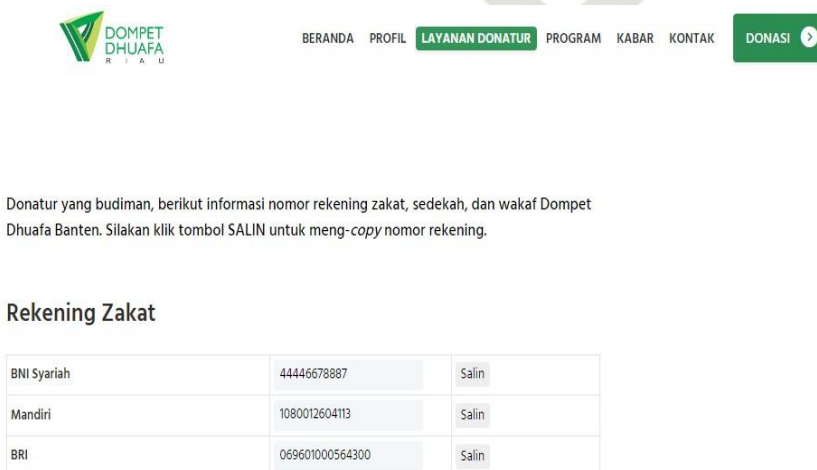 DOMPET
DHUAFA
R I A U
BERANDA PROFIL LAYANAN DONATUR PROGRAM KABAR KONTAK DONASI
Donatur yang budiman, berikut informasi nomor rekening zakat, sedekah, dan wakaf Dompet
Dhuafa Banten. Silakan klik tombol SALIN untuk meng-copy nomor rekening.
Rekening Zakat
BNI Syariah 44446678887 Salin
Mandiri 1080012604113 Salin
BRI 069601000564300 Salin